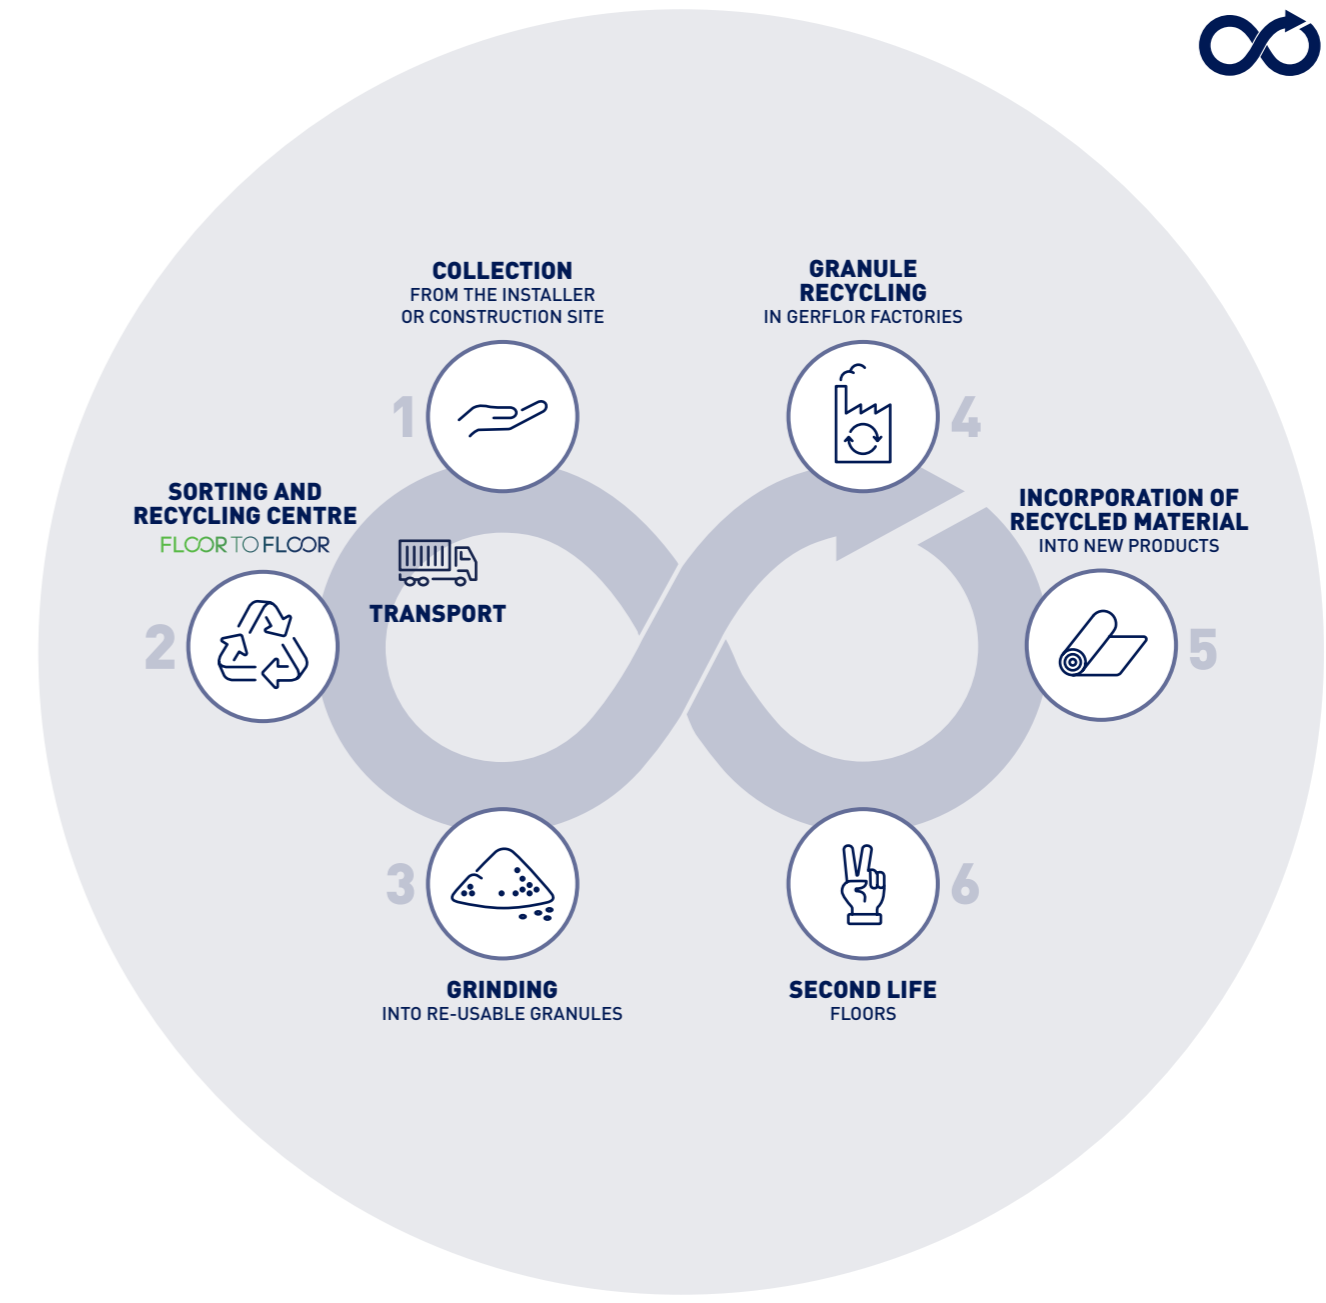 COLLECTION
FROM THE INSTALLER
OR CONSTRUCTION SITE
1
SORTING AND
RECYCLING CENTRE
FLOOR TO FLOOR
2
TRANSPORT
3
GRINDING
INTO RE-USABLE GRANULES
GRANULE
RECYCLING
IN GERFLOR FACTORIES
4
INCORPORATION OF
RECYCLED MATERIAL
INTO NEW PRODUCTS
5
6
SECOND LIFE
FLOORS